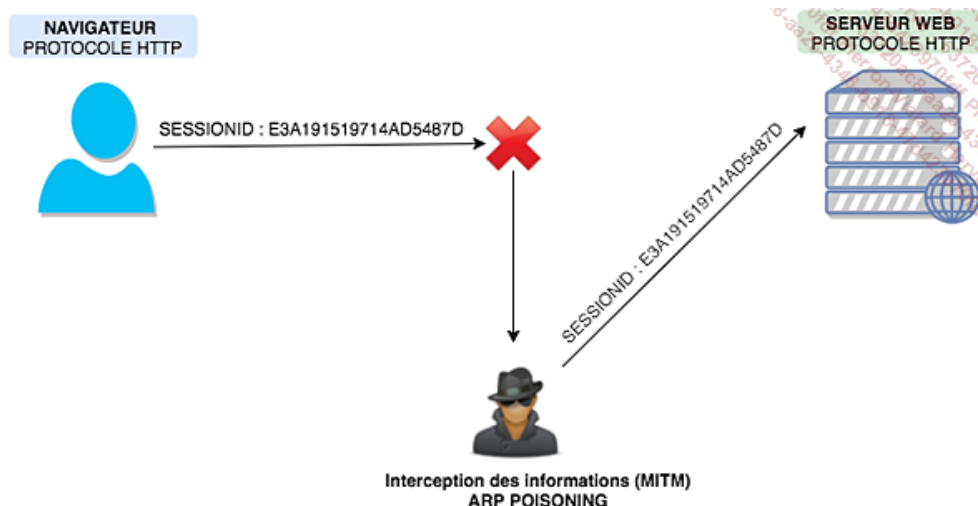 NAVIGATEUR
PROTOCOLE HTTP
SERVEUR WEB
PROTOCOLE HTTP
SESSIONID : E3A191519714AD5487D
SESSIONID : E3A191519714AD5487D
Interception des informations (MITM)
ARP POISONING